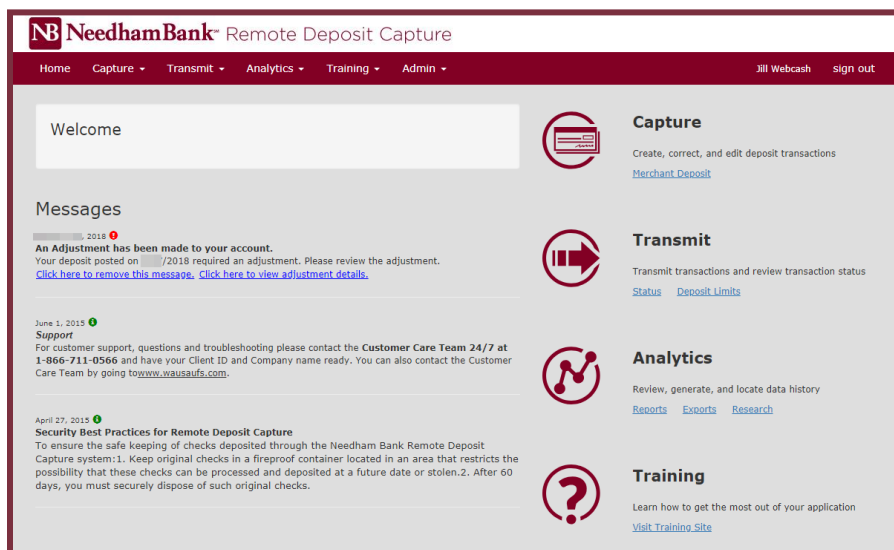 NB NeedhamBank℠ Remote Deposit Capture
Home Capture Transmit Analytics Training Admin Jill Webcash sign out
Welcome
Messages
, 2018
An Adjustment has been made to your account.
Your deposit posted on /2018 required an adjustment. Please review the adjustment.
Click here to remove this message. Click here to view adjustment details.
June 1, 2015
Support
For customer support, questions and troubleshooting please contact the Customer Care Team 24/7 at
1-866-711-0566 and have your Client ID and Company name ready. You can also contact the Customer
Care Team by going towww.wausaufs.com.
April 27, 2015
Security Best Practices for Remote Deposit Capture
To ensure the safe keeping of checks deposited through the Needham Bank Remote Deposit
Capture system:1. Keep original checks in a fireproof container located in an area that restricts the
possibility that these checks can be processed and deposited at a future date or stolen.2. After 60
days, you must securely dispose of such original checks.
Capture
Create, correct, and edit deposit transactions
Merchant Deposit
Transmit
Transmit transactions and review transaction status
Status Deposit Limits
Analytics
Review, generate, and locate data history
Reports Exports Research
Training
Learn how to get the most out of your application
Visit Training Site